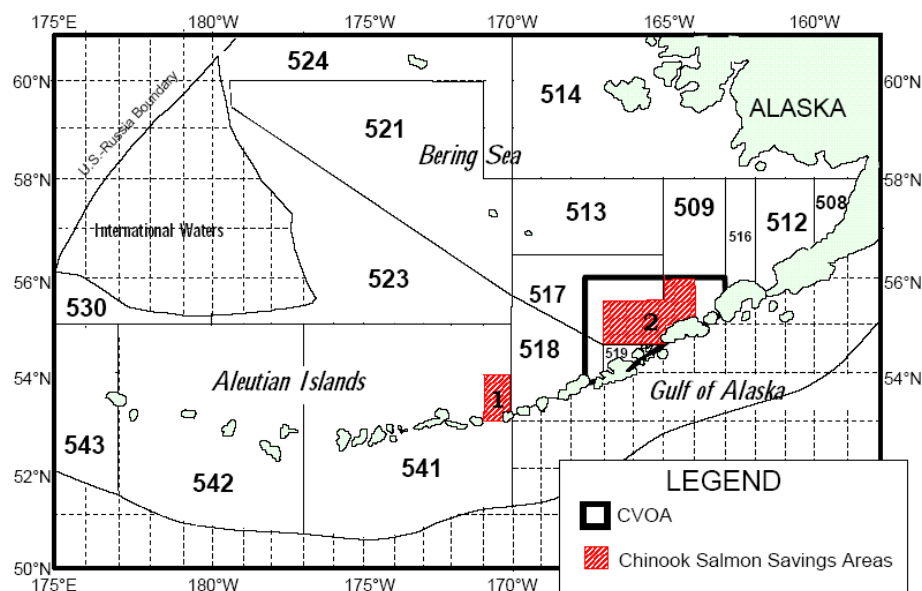 175°E 180°W 175°W 170°W 165°W 160°W
60°N 524 514 ALASKA 60°N
521
U.S.-Russia Boundary
Bering Sea
58°N 58°N
513 509 516 512 508
International Waters
56°N 56°N
530 523 517
2
518 519
54°N Aleutian Islands 1 Gulf of Alaska 54°N
543 542 541
52°N 52°N
LEGEND
CVOA
Chinook Salmon Savings Areas
50°N 50°N
175°E 180°W 175°W 170°W